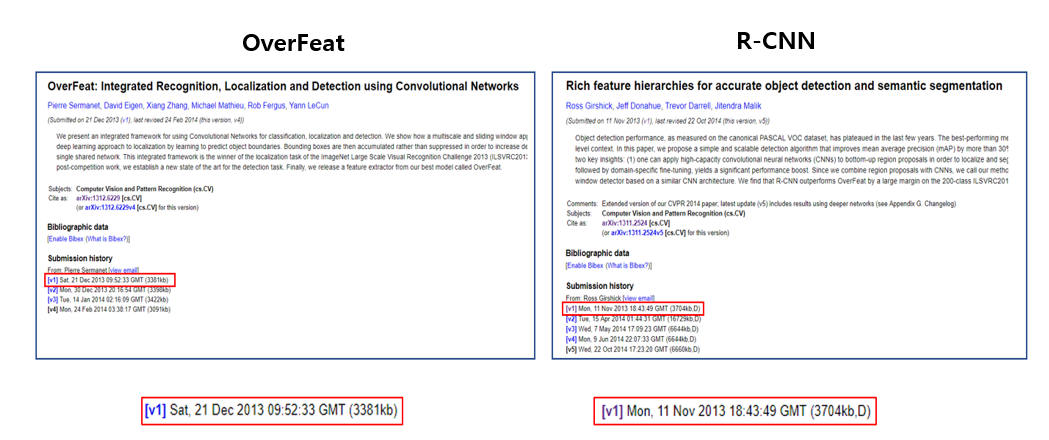 OverFeat
OverFeat: Integrated Recognition, Localization and Detection using Convolutional Networks
Pierre Sermanet, David Eigen, Xiang Zhang, Michael Mathieu, Rob Fergus, Yann LeCun
(Submitted on 21 Dec 2013 (v1), last revised 24 Feb 2014 (this version, v4))
We present an integrated framework for using Convolutional Networks for classification, localization and detection. We show how a multiscale and sliding window
deep learning approach to localization by learning to predict object boundaries. Bounding boxes are then accumulated rather than suppressed in order to increase
single shared network. This integrated framework is the winner of the localization task of the ImageNet Large Scale Visual Recognition Challenge 2013 (ILSVRC2013
post-competition work, we establish a new state of the art for the detection task. Finally, we release a feature extractor from our best model called OverFeat.
Subjects: Computer Vision and Pattern Recognition (cs.CV)
Cite as: arXiv:1312.6229 [cs.CV]
(or arXiv:1312.6229v4 [cs.CV] for this version)
Bibliographic data
[Enable Bibex (What is Bibex?)]
Submission history
From: Pierre Sermanet [view email]
[v1] Sat, 21 Dec 2013 09:52:33 GMT (3381kb)
[v2] Mon, 30 Dec 2013 20:16:54 GMT (3398kb)
[v3] Tue, 14 Jan 2014 02:16:09 GMT (3422kb)
[v4] Mon, 24 Feb 2014 03:38:17 GMT (3091kb)
[v1] Sat, 21 Dec 2013 09:52:33 GMT (3381kb)
R-CNN
Rich feature hierarchies for accurate object detection and semantic segmentation
Ross Girshick, Jeff Donahue, Trevor Darrell, Jitendra Malik
(Submitted on 11 Nov 2013 (v1), last revised 22 Oct 2014 (this version, v5))
Object detection performance, as measured on the canonical PASCAL VOC dataset, has plateaued in the last few years. The best-performing
level context. In this paper, we propose a simple and scalable detection algorithm that improves mean average precision (mAP) by more than 30%
two key insights: (1) one can apply high-capacity convolutional neural networks (CNNs) to bottom-up region proposals in order to localize and
followed by domain-specific fine-tuning, yields a significant performance boost. Since we combine region proposals with CNNs, we call our
window detector based on a similar CNN architecture. We find that R-CNN outperforms OverFeat by a large margin on the 200-class ILSVRC201
Comments: Extended version of our CVPR 2014 paper; latest update (v5) includes results using deeper networks (see Appendix G. Changelog)
Subjects: Computer Vision and Pattern Recognition (cs.CV)
Cite as: arXiv:1311.2524 [cs.CV]
(or arXiv:1311.2524v5 [cs.CV] for this version)
Bibliographic data
[Enable Bibex (What is Bibex?)]
Submission history
From: Ross Girshick [view email]
[v1] Mon, 11 Nov 2013 18:43:49 GMT (3704kb,D)
[v2] Tue, 15 Apr 2014 01:44:31 GMT (16729kb,D)
[v3] Wed, 7 May 2014 17:09:23 GMT (6644kb,D)
[v4] Mon, 9 Jun 2014 22:07:33 GMT (6644kb,D)
[v5] Wed, 22 Oct 2014 17:23:20 GMT (6660kb,D)
[v1] Mon, 11 Nov 2013 18:43:49 GMT (3704kb,D)